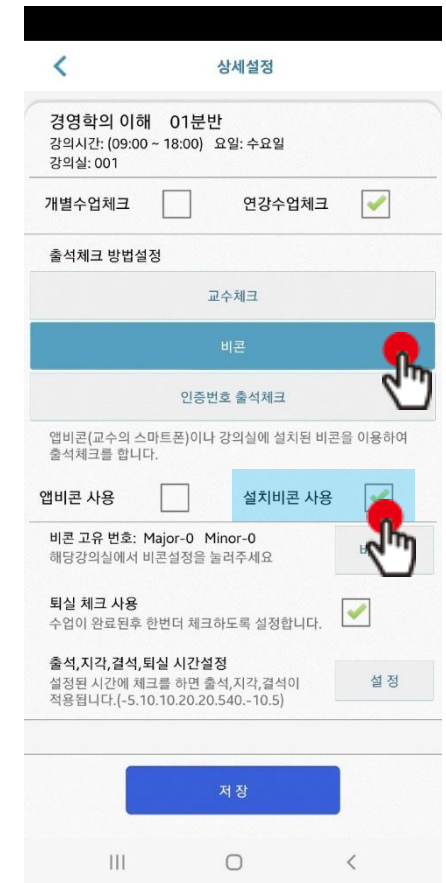 상세설정
경영학의 이해 01분반
강의시간: (09:00 ~ 18:00) 요일: 수요일
강의실: 001
개별수업체크 연강수업체크
출석체크 방법설정
교수체크
비콘
인증번호 출석체크
앱비콘(교수의 스마트폰)이나 강의실에 설치된 비콘을 이용하여
출석체크를 합니다.
앱비콘 사용 설치비콘 사용
비콘 고유 번호: Major-0 Minor-0
해당강의실에서 비콘설정을 눌러주세요
퇴실 체크 사용
수업이 완료된후 한번더 체크하도록 설정합니다.
출석,지각,결석,퇴실 시간설정
설정된 시간에 체크를 하면 출석,지각,결석이
적용됩니다.(-5.10.10.20.20.540.-10.5)
설 정
저 장